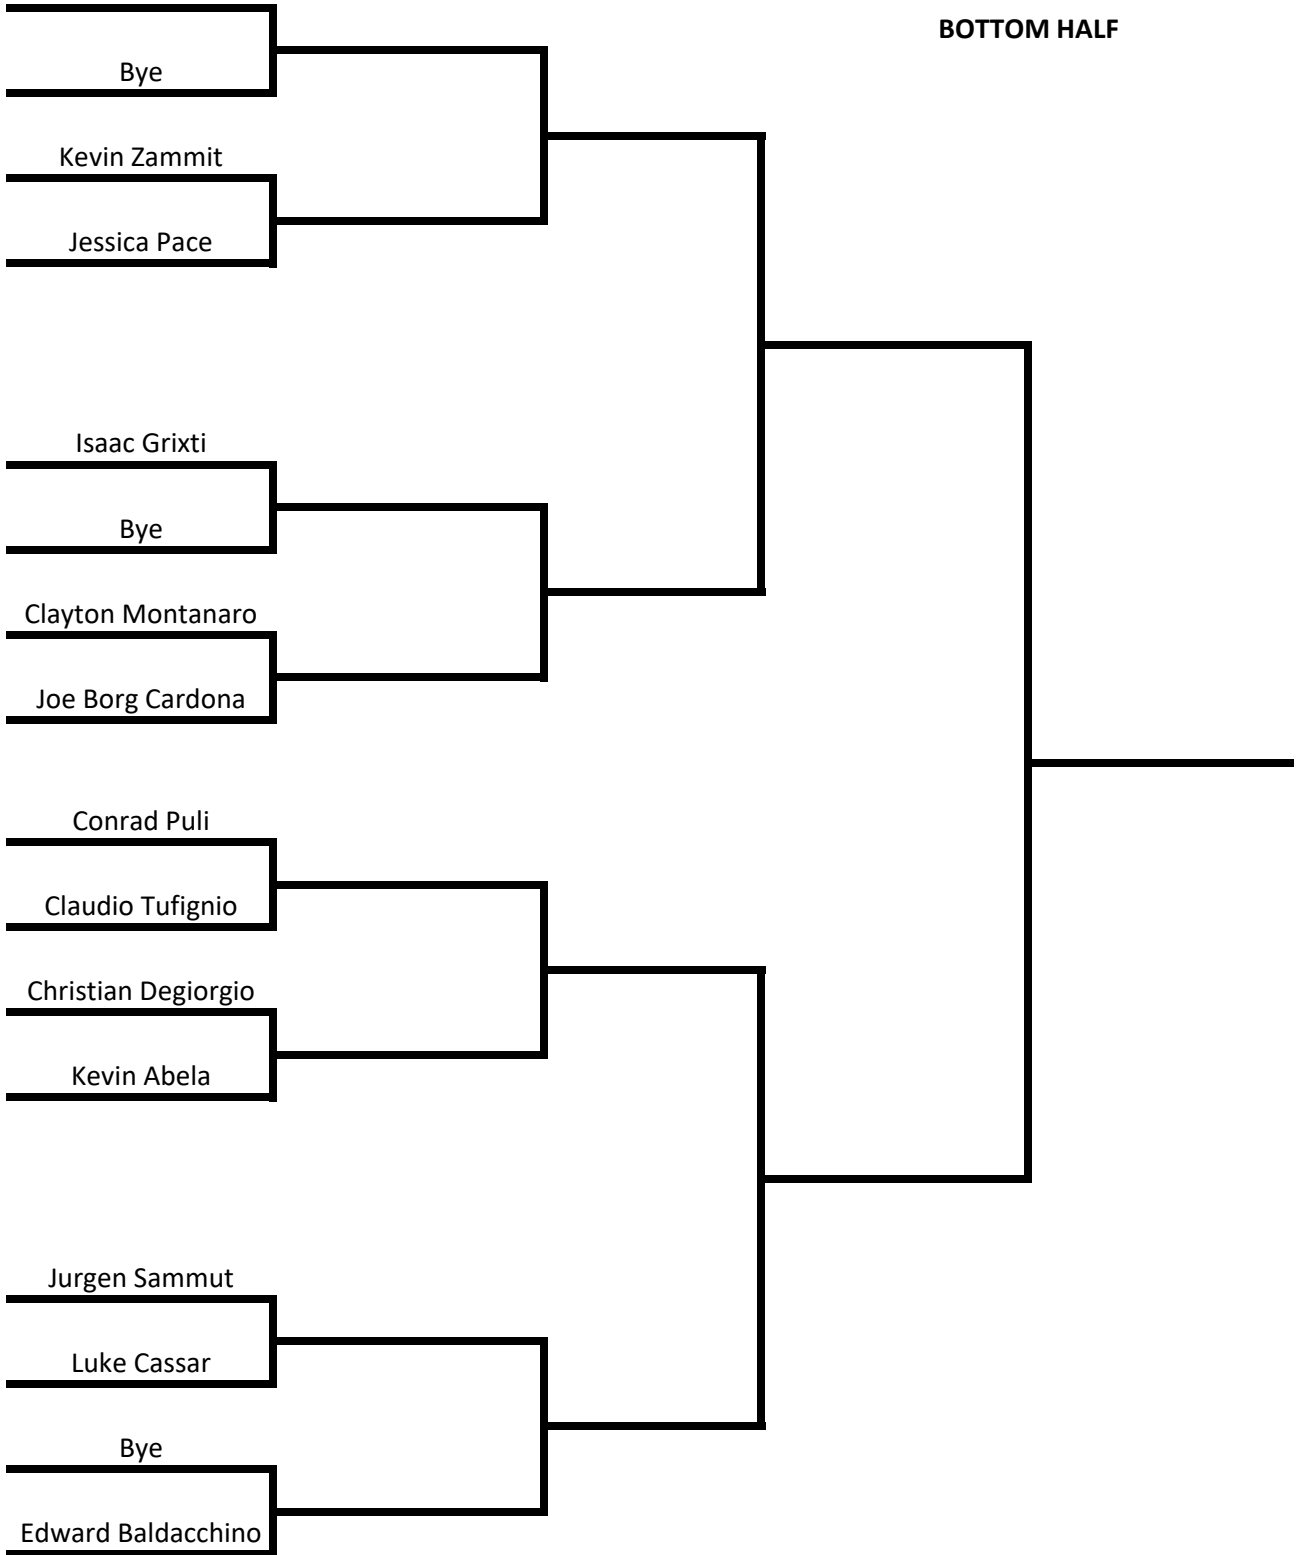 BOTTOM HALF
Bye
Kevin Zammit
Jessica Pace
Isaac Grixti
Bye
Clayton Montanaro
Joe Borg Cardona
Conrad Puli
Claudio Tufignio
Christian Degiorgio
Kevin Abela
Jurgen Sammut
Luke Cassar
Bye
Edward Baldacchino